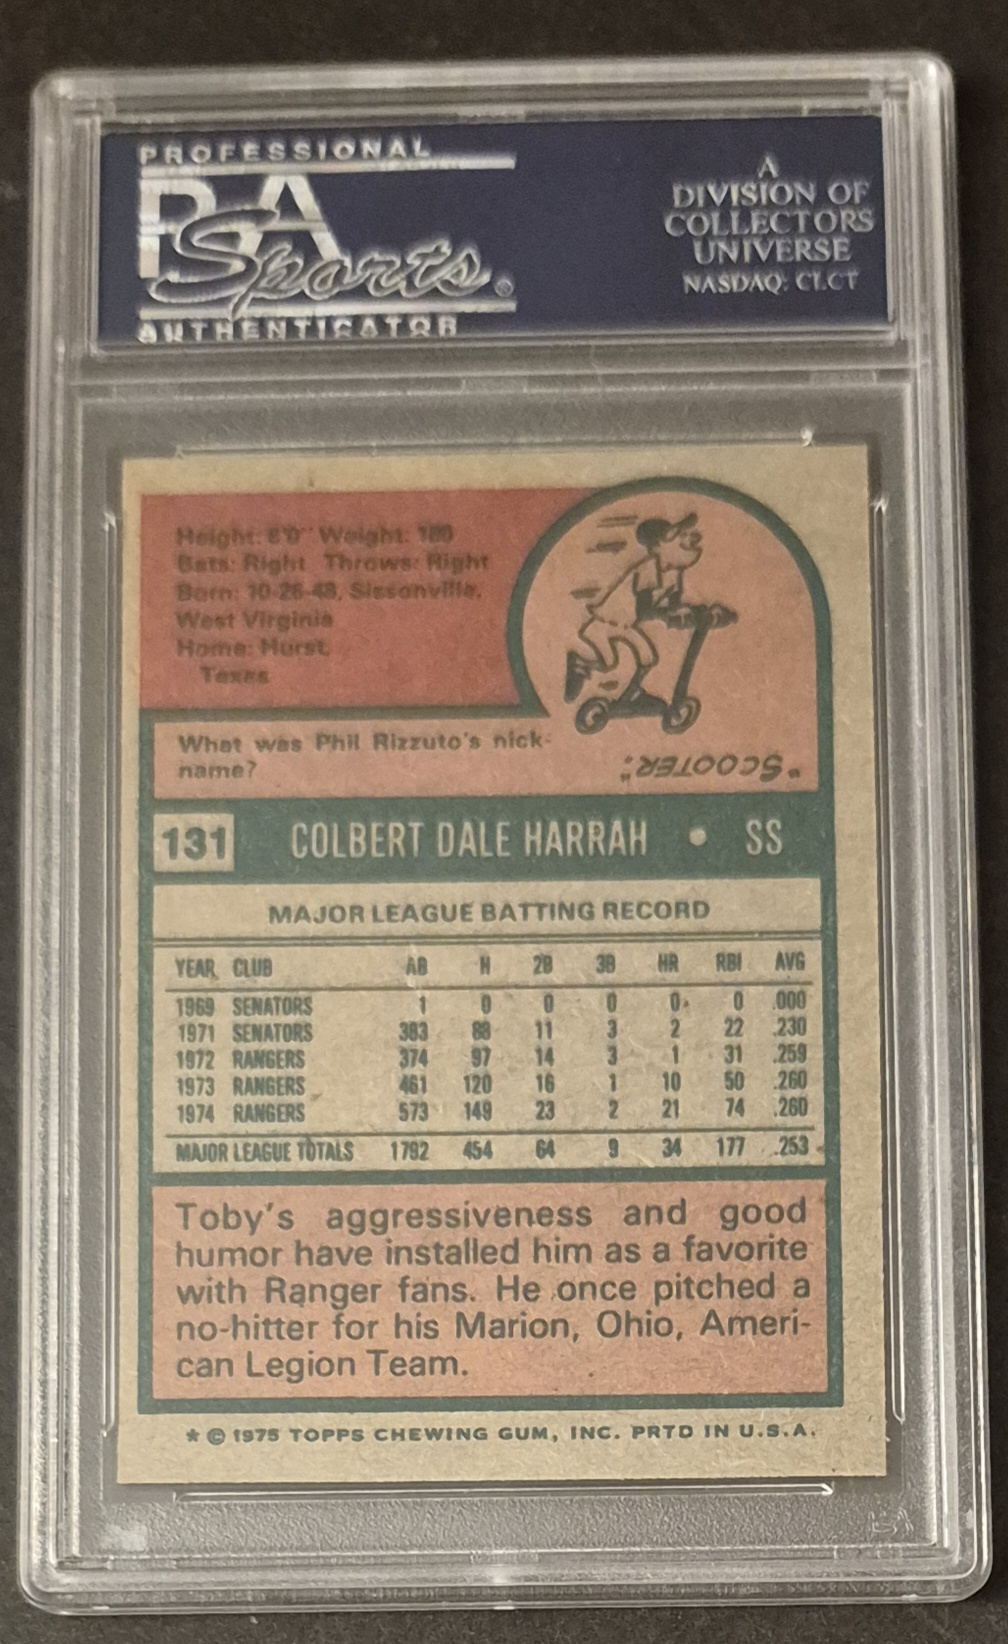 PROFESSIONAL
PSA
Sports®
AUTHENTICATOR
A
DIVISION OF
COLLECTORS
UNIVERSE
NASDAQ: CLCT
Height: 6'0" Weight: 180
Bats: Right Throws: Right
Born: 10-26-48, Sissonville,
West Virginia
Home: Hurst,
Texas
What was Phil Rizzuto's nick-
name?
"SCOOTER."
131 COLBERT DALE HARRAH • SS
MAJOR LEAGUE BATTING RECORD
YEAR CLUB AB H 2B 3B HR RBI AVG
1969 SENATORS 1 0 0 0 0 0 .000
1971 SENATORS 383 88 11 3 2 22 .230
1972 RANGERS 374 97 14 3 1 31 .259
1973 RANGERS 461 120 16 1 10 50 .260
1974 RANGERS 573 149 23 2 21 74 .260
MAJOR LEAGUE TOTALS 1792 454 64 9 34 177 .253
Toby's aggressiveness and good
humor have installed him as a favorite
with Ranger fans. He once pitched a
no-hitter for his Marion, Ohio, Ameri-
can Legion Team.
* © 1975 TOPPS CHEWING GUM, INC. PRTD IN U.S.A.